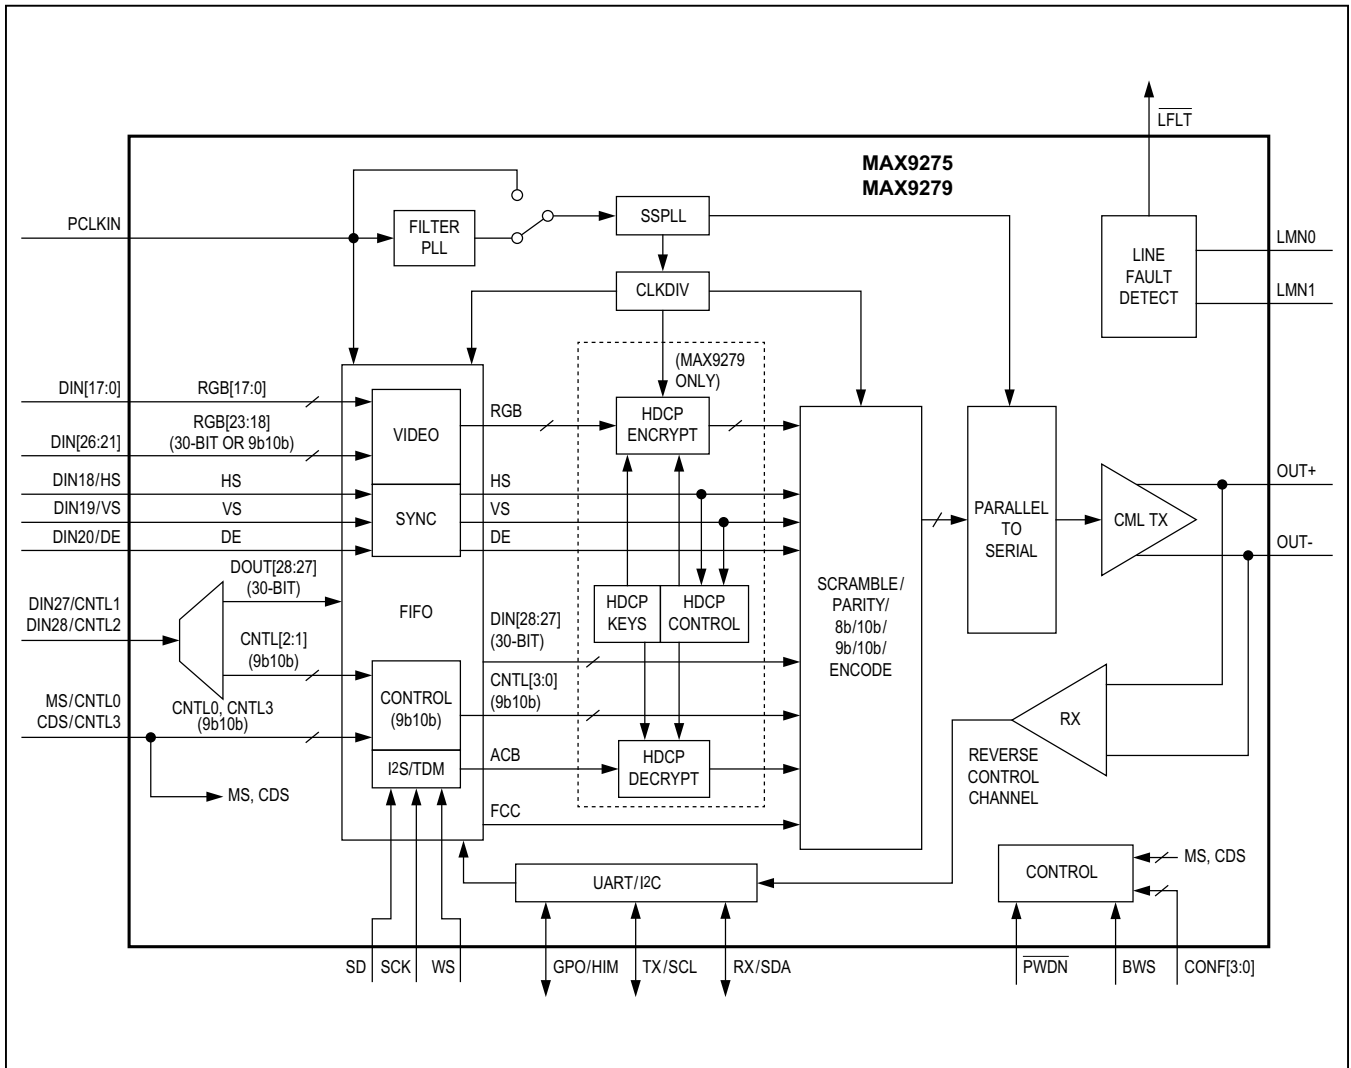 LFLT
MAX9275
MAX9279
PCLKIN
FILTER
PLL
SSPLL
CLKDIV
LINE
FAULT
DETECT
LMN0
LMN1
(MAX9279
ONLY)
DIN[17:0]
RGB[17:0]
RGB[23:18]
(30-BIT OR 9b10b)
DIN[26:21]
VIDEO
RGB
HDCP
ENCRYPT
DIN18/HS
HS
HS
DIN19/VS
VS
SYNC
VS
DIN20/DE
DE
DE
PARALLEL
TO
SERIAL
CML TX
OUT+
OUT-
DOUT[28:27]
(30-BIT)
DIN27/CNTL1
DIN28/CNTL2
CNTL[2:1]
(9b10b)
FIFO
HDCP
KEYS
HDCP
CONTROL
DIN[28:27]
(30-BIT)
SCRAMBLE/
PARITY/
8b/10b/
9b/10b/
ENCODE
MS/CNTL0
CDS/CNTL3
CNTL0, CNTL3
(9b10b)
CONTROL
(9b10b)
CNTL[3:0]
(9b10b)
I2S/TDM
ACB
HDCP
DECRYPT
RX
REVERSE
CONTROL
CHANNEL
MS, CDS
FCC
UART/I2C
CONTROL
MS, CDS
SD
SCK
WS
GPO/HIM
TX/SCL
RX/SDA
PWDN
BWS
CONF[3:0]